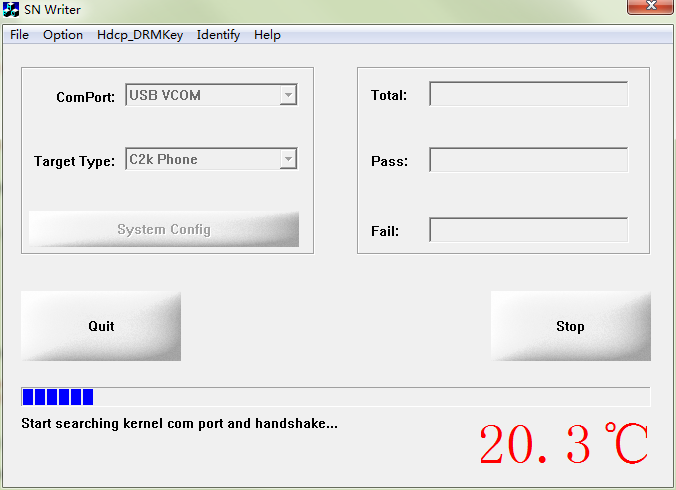 SN Writer
File Option Hdcp_DRMKey Identify Help
ComPort: USB VCOM
Target Type: C2k Phone
System Config
Total:
Pass:
Fail:
Quit
Stop
Start searching kernel com port and handshake...
20.3℃